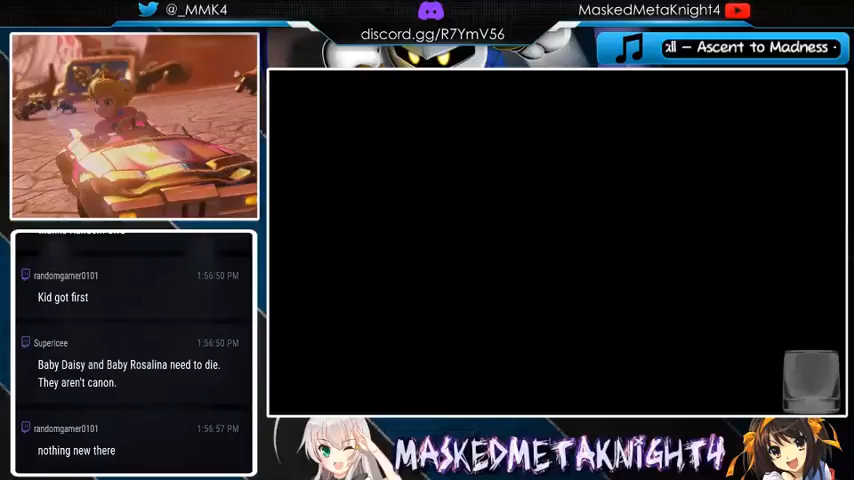 @_MMK4
discord.gg/R7YmV56
MaskedMetaKnight4
all – Ascent to Madness -
randomgamer0101
1:56:50 PM
Kid got first
SuperIcee
1:56:50 PM
Baby Daisy and Baby Rosalina need to die.
They aren't canon.
randomgamer0101
1:56:57 PM
nothing new there
MASKEDMETAKNIGHT4